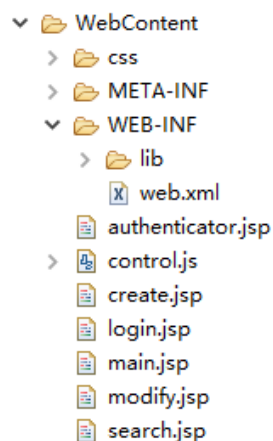 WebContent
css
META-INF
WEB-INF
lib
web.xml
authenticator.jsp
control.js
create.jsp
login.jsp
main.jsp
modify.jsp
search.jsp